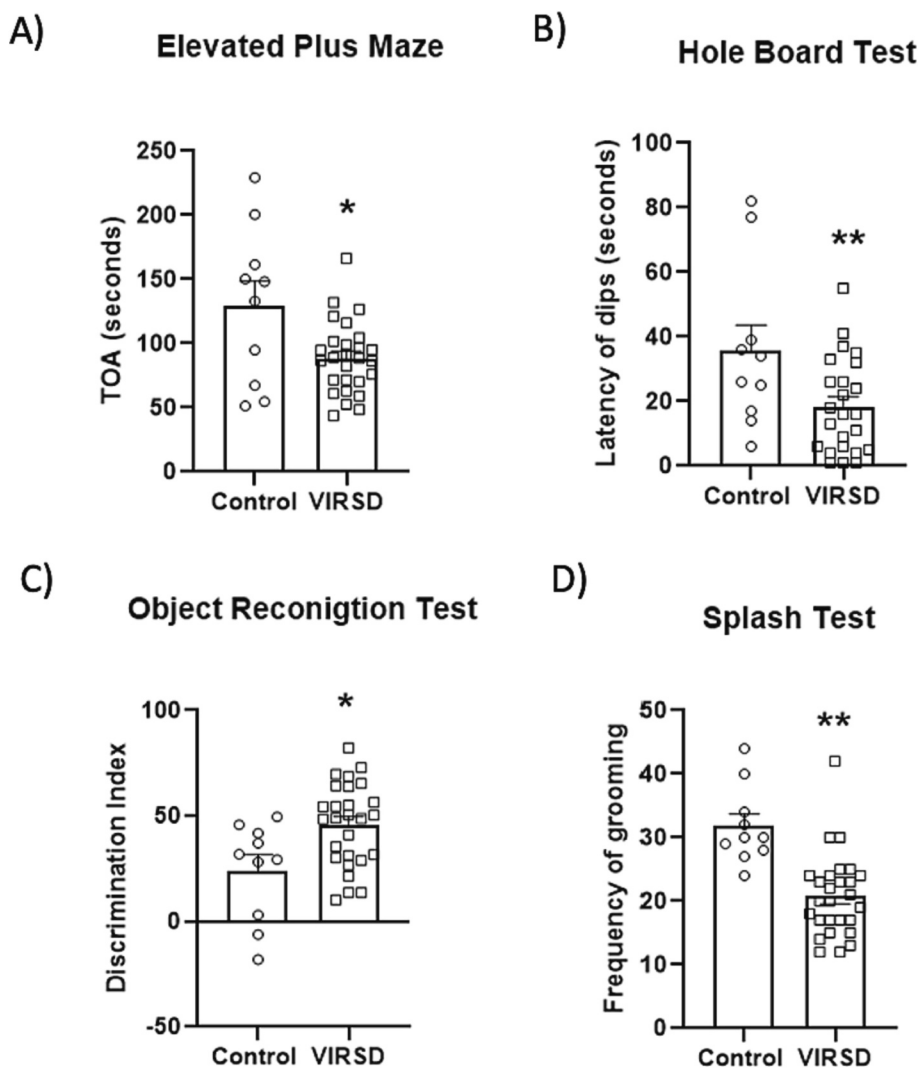 A)
Elevated Plus Maze
TOA (seconds)
250
200
150
100
50
0
*
Control VIRSD
B)
Hole Board Test
Latency of dips (seconds)
100
80
60
40
20
0
**
Control VIRSD
C)
Object Reconigtion Test
Discrimination Index
100
50
0
-50
*
Control VIRSD
D)
Splash Test
Frequency of grooming
50
40
30
20
10
0
**
Control VIRSD